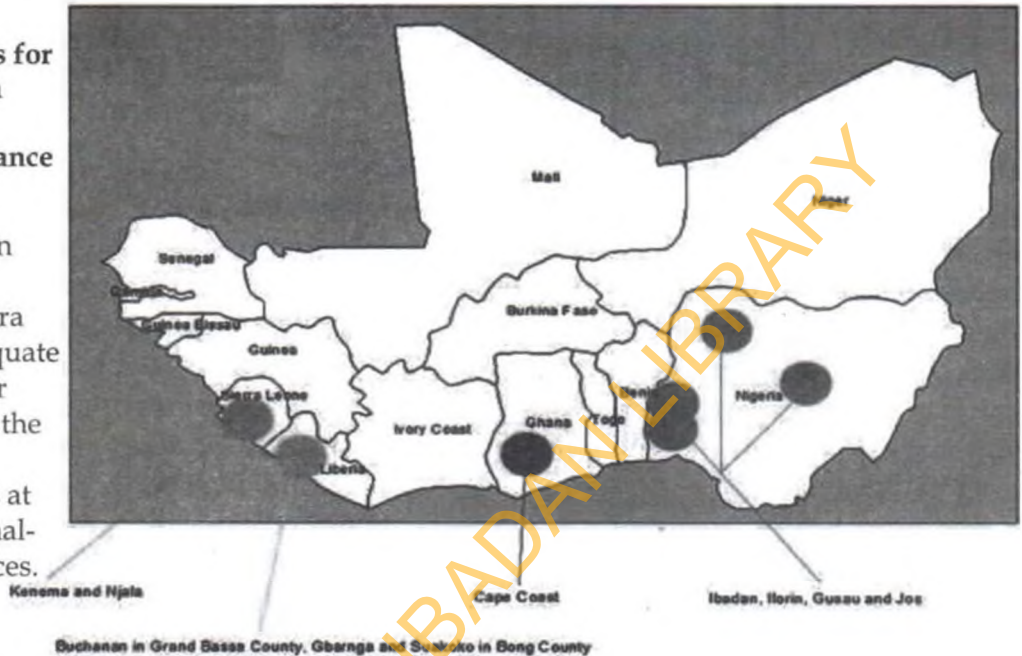 s for
ance
n
ra
quate
r
the
at
nal-
ces.
Mali
Niger
Senegal
Guinea Bissau
Burkina Faso
Guinea
Sierra Leone
Benin
Nigeria
Ivory Coast
Ghana
Togo
Liberia
Kenema and Njala
Cape Coast
Ibadan, Ilorin, Gusau and Jos
Buchanan in Grand Bassa County, Gbarnga and Suakoko in Bong County
IBADAN LIBRARY